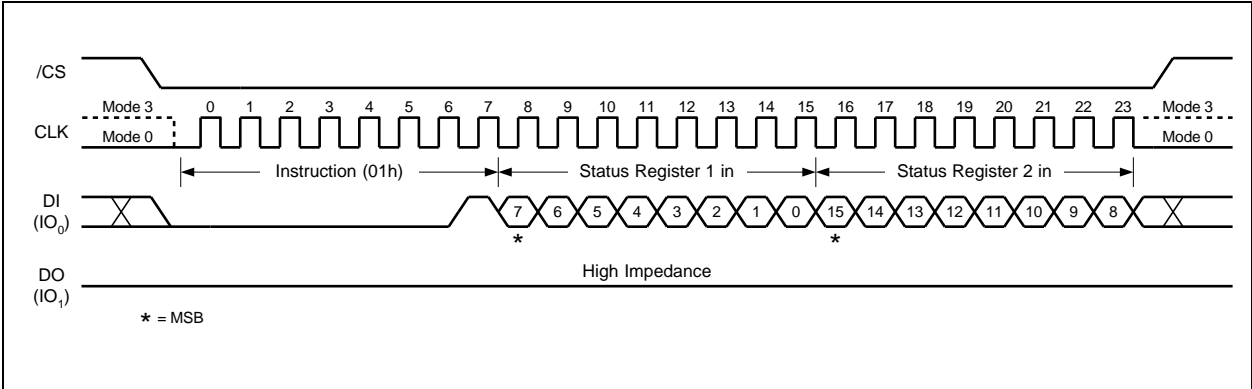 /CS
Mode 3 0 1 2 3 4 5 6 7 8 9 10 11 12 13 14 15 16 17 18 19 20 21 22 23 Mode 3
CLK Mode 0 Mode 0
Instruction (01h) Status Register 1 in Status Register 2 in
DI
(IO0) 7 6 5 4 3 2 1 0 15 14 13 12 11 10 9 8
* *
High Impedance
DO
(IO1)
* = MSB